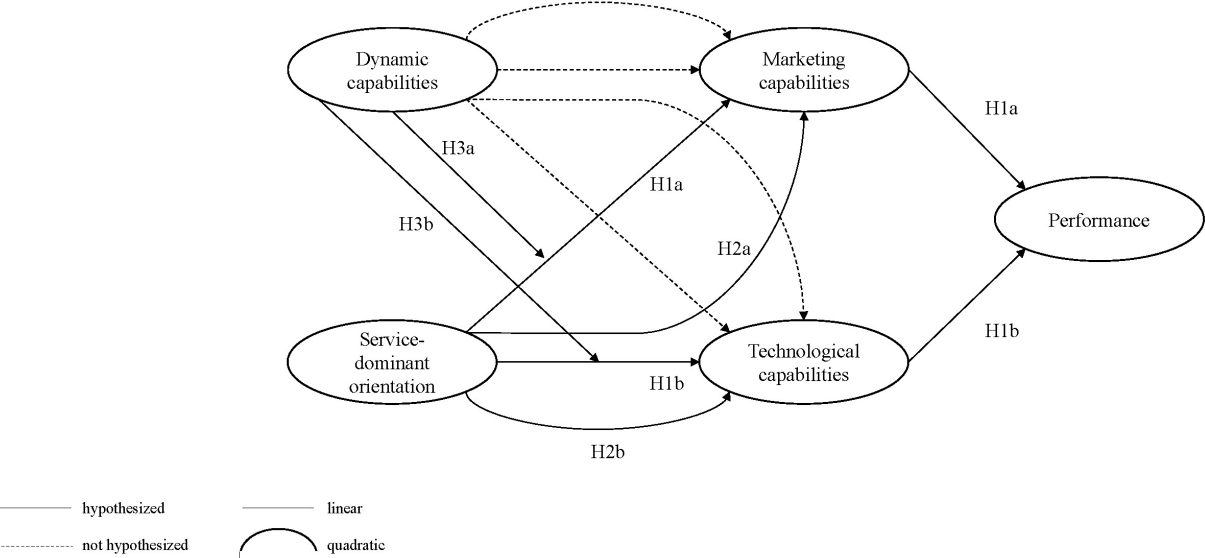 Dynamic
capabilities
Marketing
capabilities
H1a
H3a
H1a
H3b
Performance
H2a
Service-
dominant
orientation
Technological
capabilities
H1b
H1b
H2b
hypothesized
linear
not hypothesized
quadratic